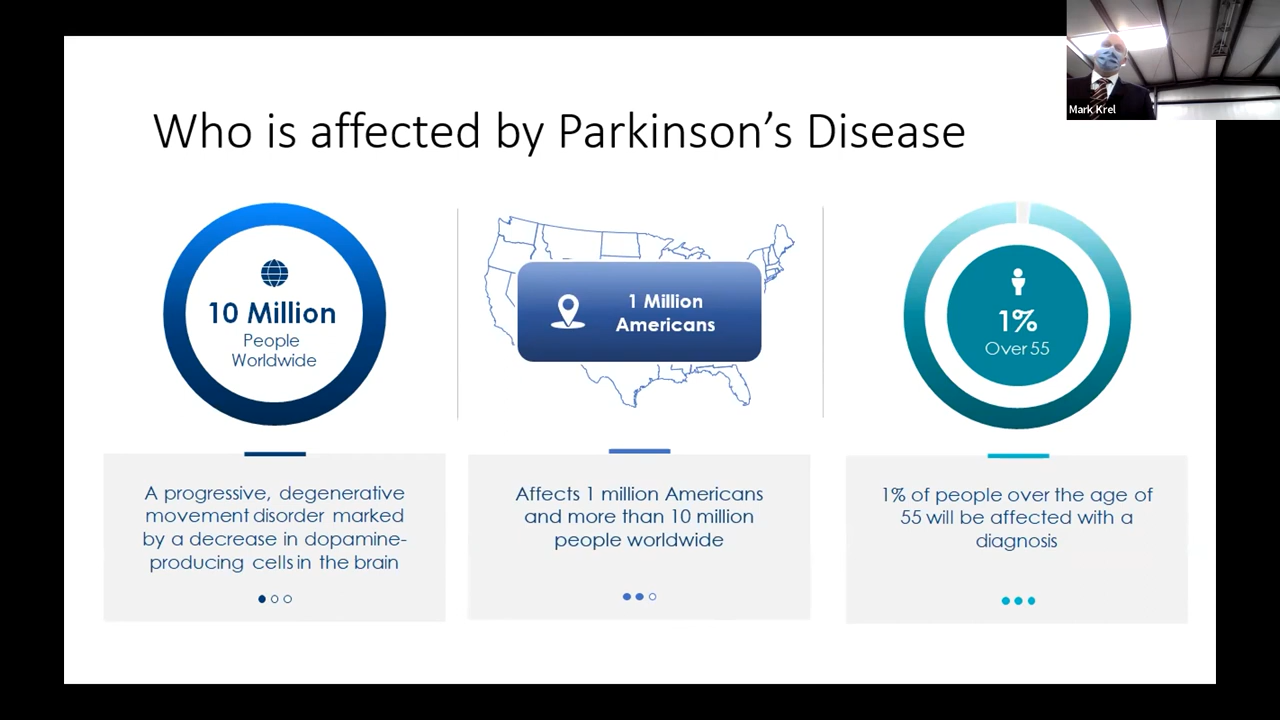 Mark Krel
Who is affected by Parkinson's Disease
10 Million
People
Worldwide
1 Million
Americans
1%
Over 55
A progressive, degenerative
movement disorder marked
by a decrease in dopamine-
producing cells in the brain
Affects 1 million Americans
and more than 10 million
people worldwide
1% of people over the age of
55 will be affected with a
diagnosis